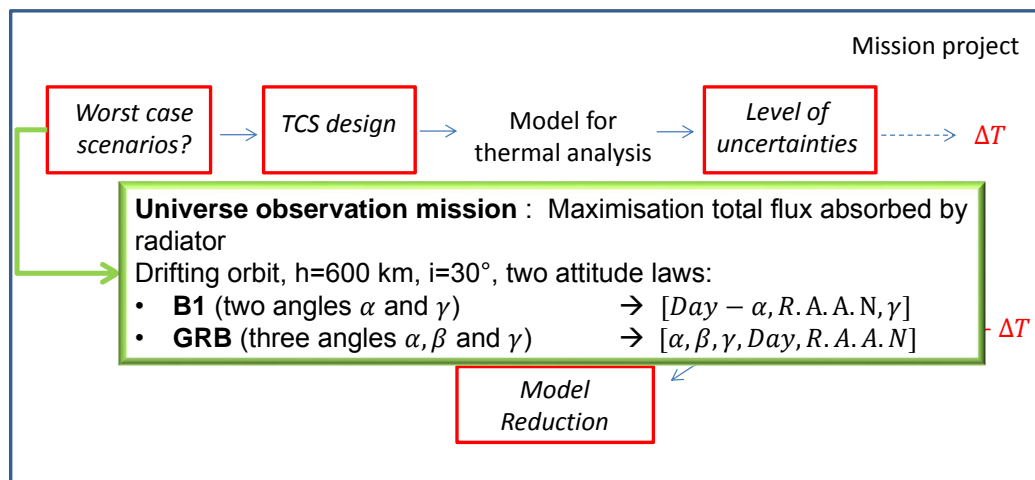 Mission project
Worst case
scenarios?
TCS design
Model for
thermal analysis
Level of
uncertainties
ΔT
Universe observation mission : Maximisation total flux absorbed by
radiator
Drifting orbit, h=600 km, i=30°, two attitude laws:
• B1 (two angles α and γ) → [Day − α, R. A. A. N, γ]
• GRB (three angles α, β and γ) → [α, β, γ, Day, R. A. A. N]
- ΔT
Model
Reduction